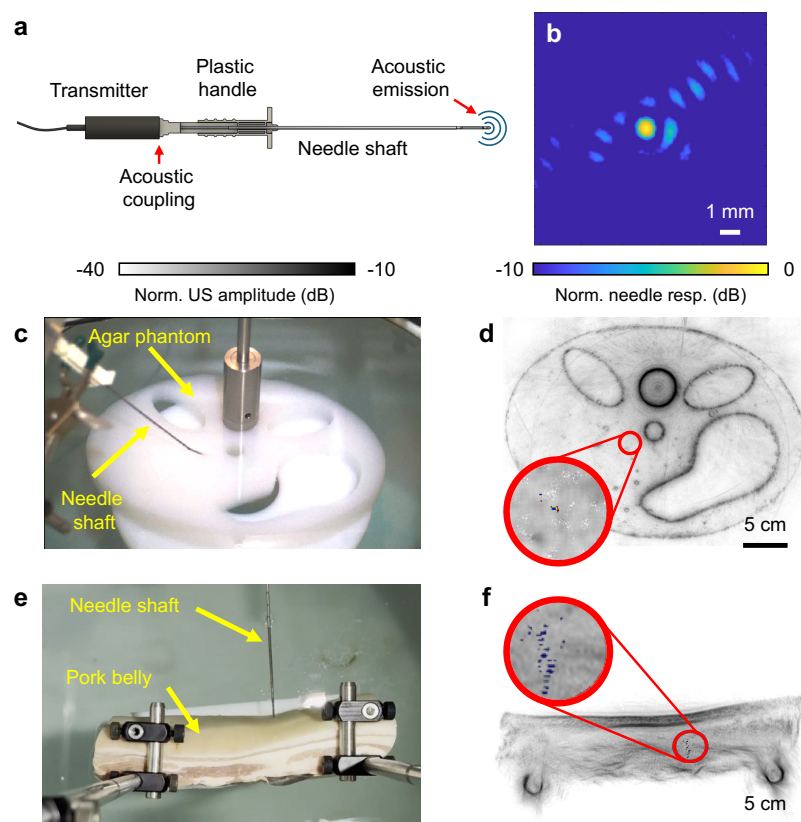 a
Transmitter
Plastic
handle
Acoustic
emission
Needle shaft
Acoustic
coupling
b
1 mm
-40
-10
Norm. US amplitude (dB)
-10
0
Norm. needle resp. (dB)
c
Agar phantom
Needle
shaft
d
5 cm
e
Needle shaft
Pork belly
f
5 cm